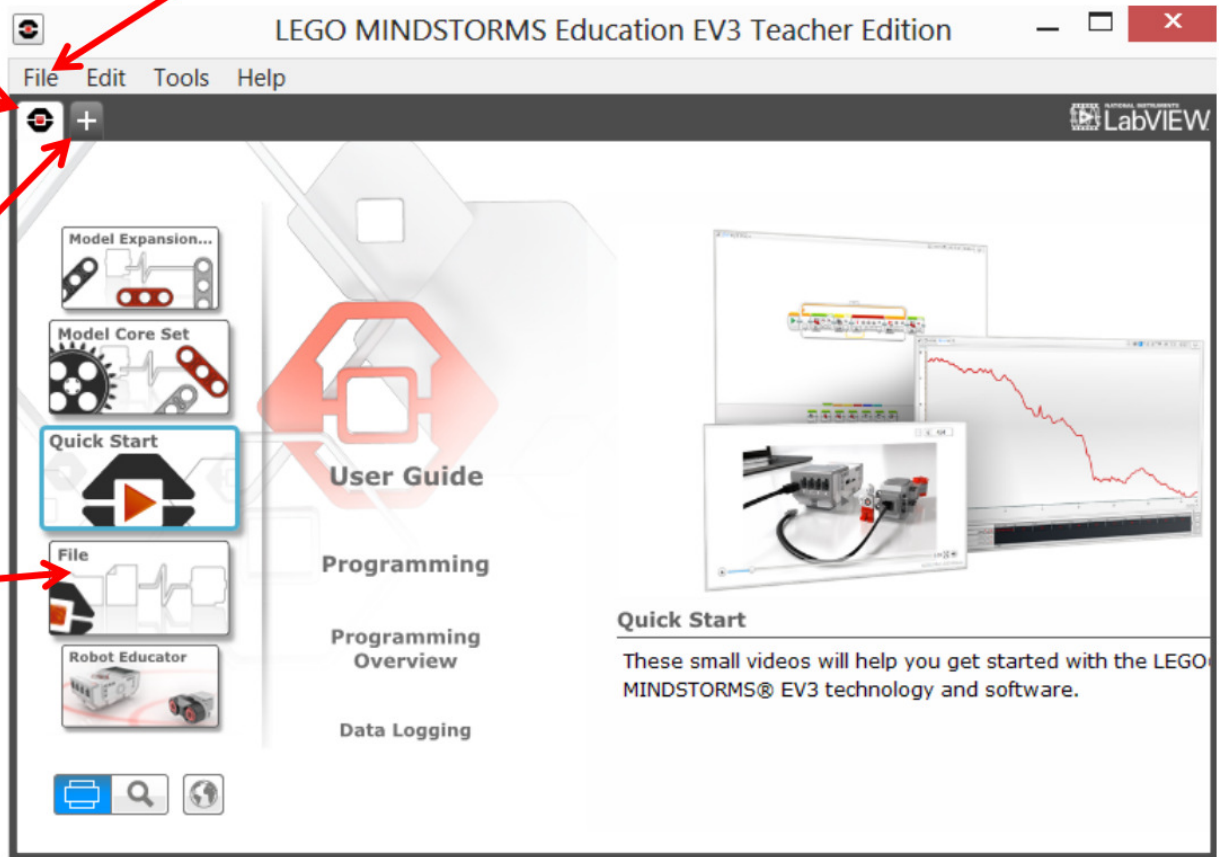 LEGO MINDSTORMS Education EV3 Teacher Edition
File Edit Tools Help
NATIONAL INSTRUMENTS
LabVIEW
Model Expansion...
Model Core Set
Quick Start
File
Robot Educator
User Guide
Programming
Programming
Overview
Data Logging
Quick Start
These small videos will help you get started with the LEGO
MINDSTORMS® EV3 technology and software.